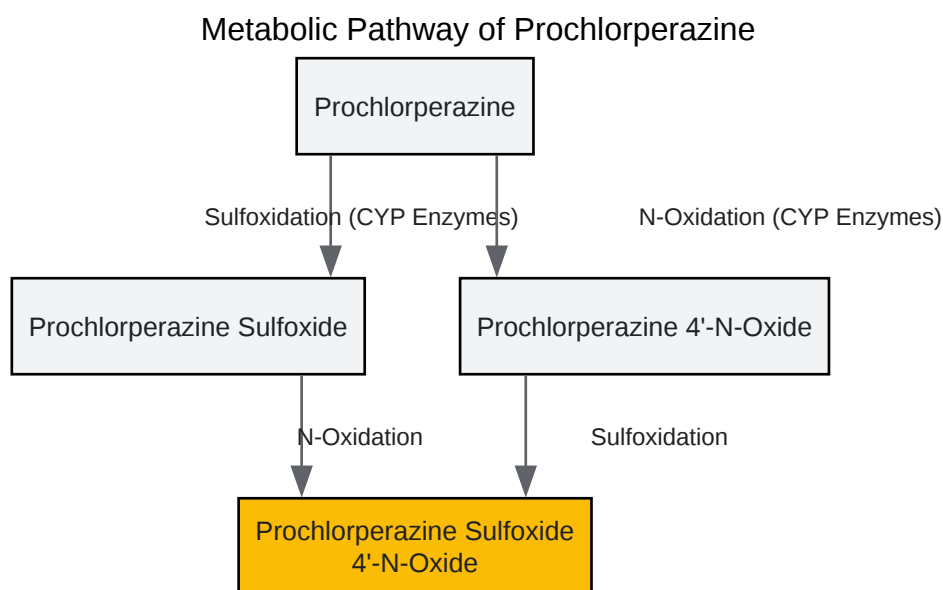 Metabolic Pathway of Prochlorperazine
Prochlorperazine
Sulfoxidation (CYP Enzymes)
N-Oxidation (CYP Enzymes)
Prochlorperazine Sulfoxide
Prochlorperazine 4'-N-Oxide
N-Oxidation
Sulfoxidation
Prochlorperazine Sulfoxide
4'-N-Oxide